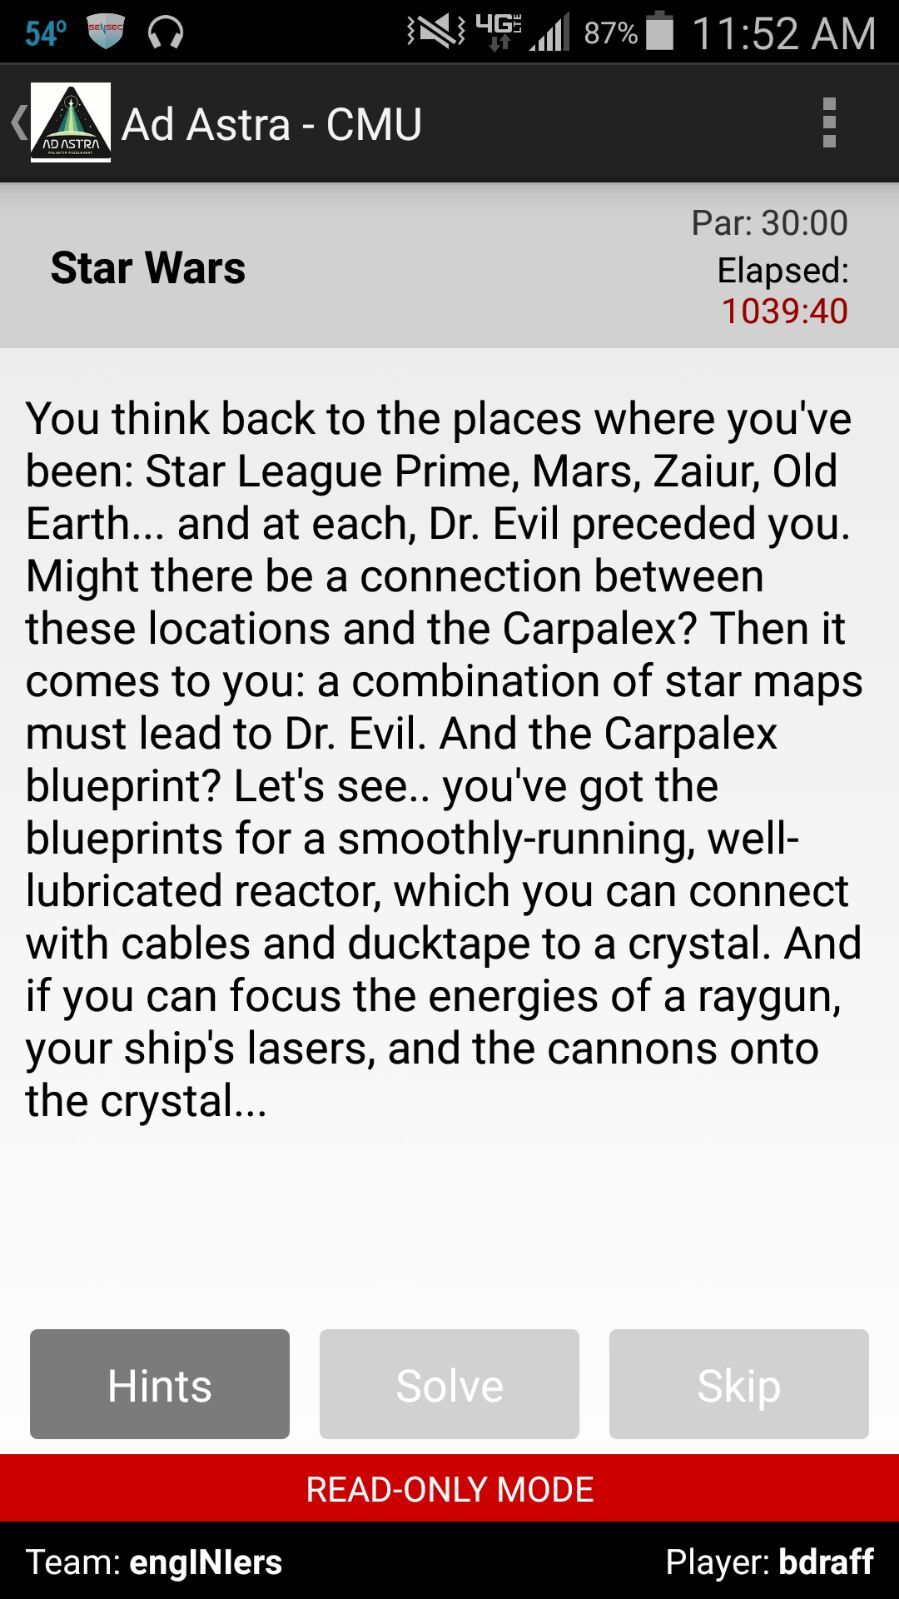 54° SENSEC 4G LTE 87% 11:52 AM
AD ASTRA
Ad Astra - CMU
Par: 30:00
Star Wars
Elapsed:
1039:40
You think back to the places where you've
been: Star League Prime, Mars, Zaiur, Old
Earth... and at each, Dr. Evil preceded you.
Might there be a connection between
these locations and the Carpalex? Then it
comes to you: a combination of star maps
must lead to Dr. Evil. And the Carpalex
blueprint? Let's see.. you've got the
blueprints for a smoothly-running, well-
lubricated reactor, which you can connect
with cables and ducktape to a crystal. And
if you can focus the energies of a raygun,
your ship's lasers, and the cannons onto
the crystal...
Hints Solve Skip
READ-ONLY MODE
Team: engINIers Player: bdraff